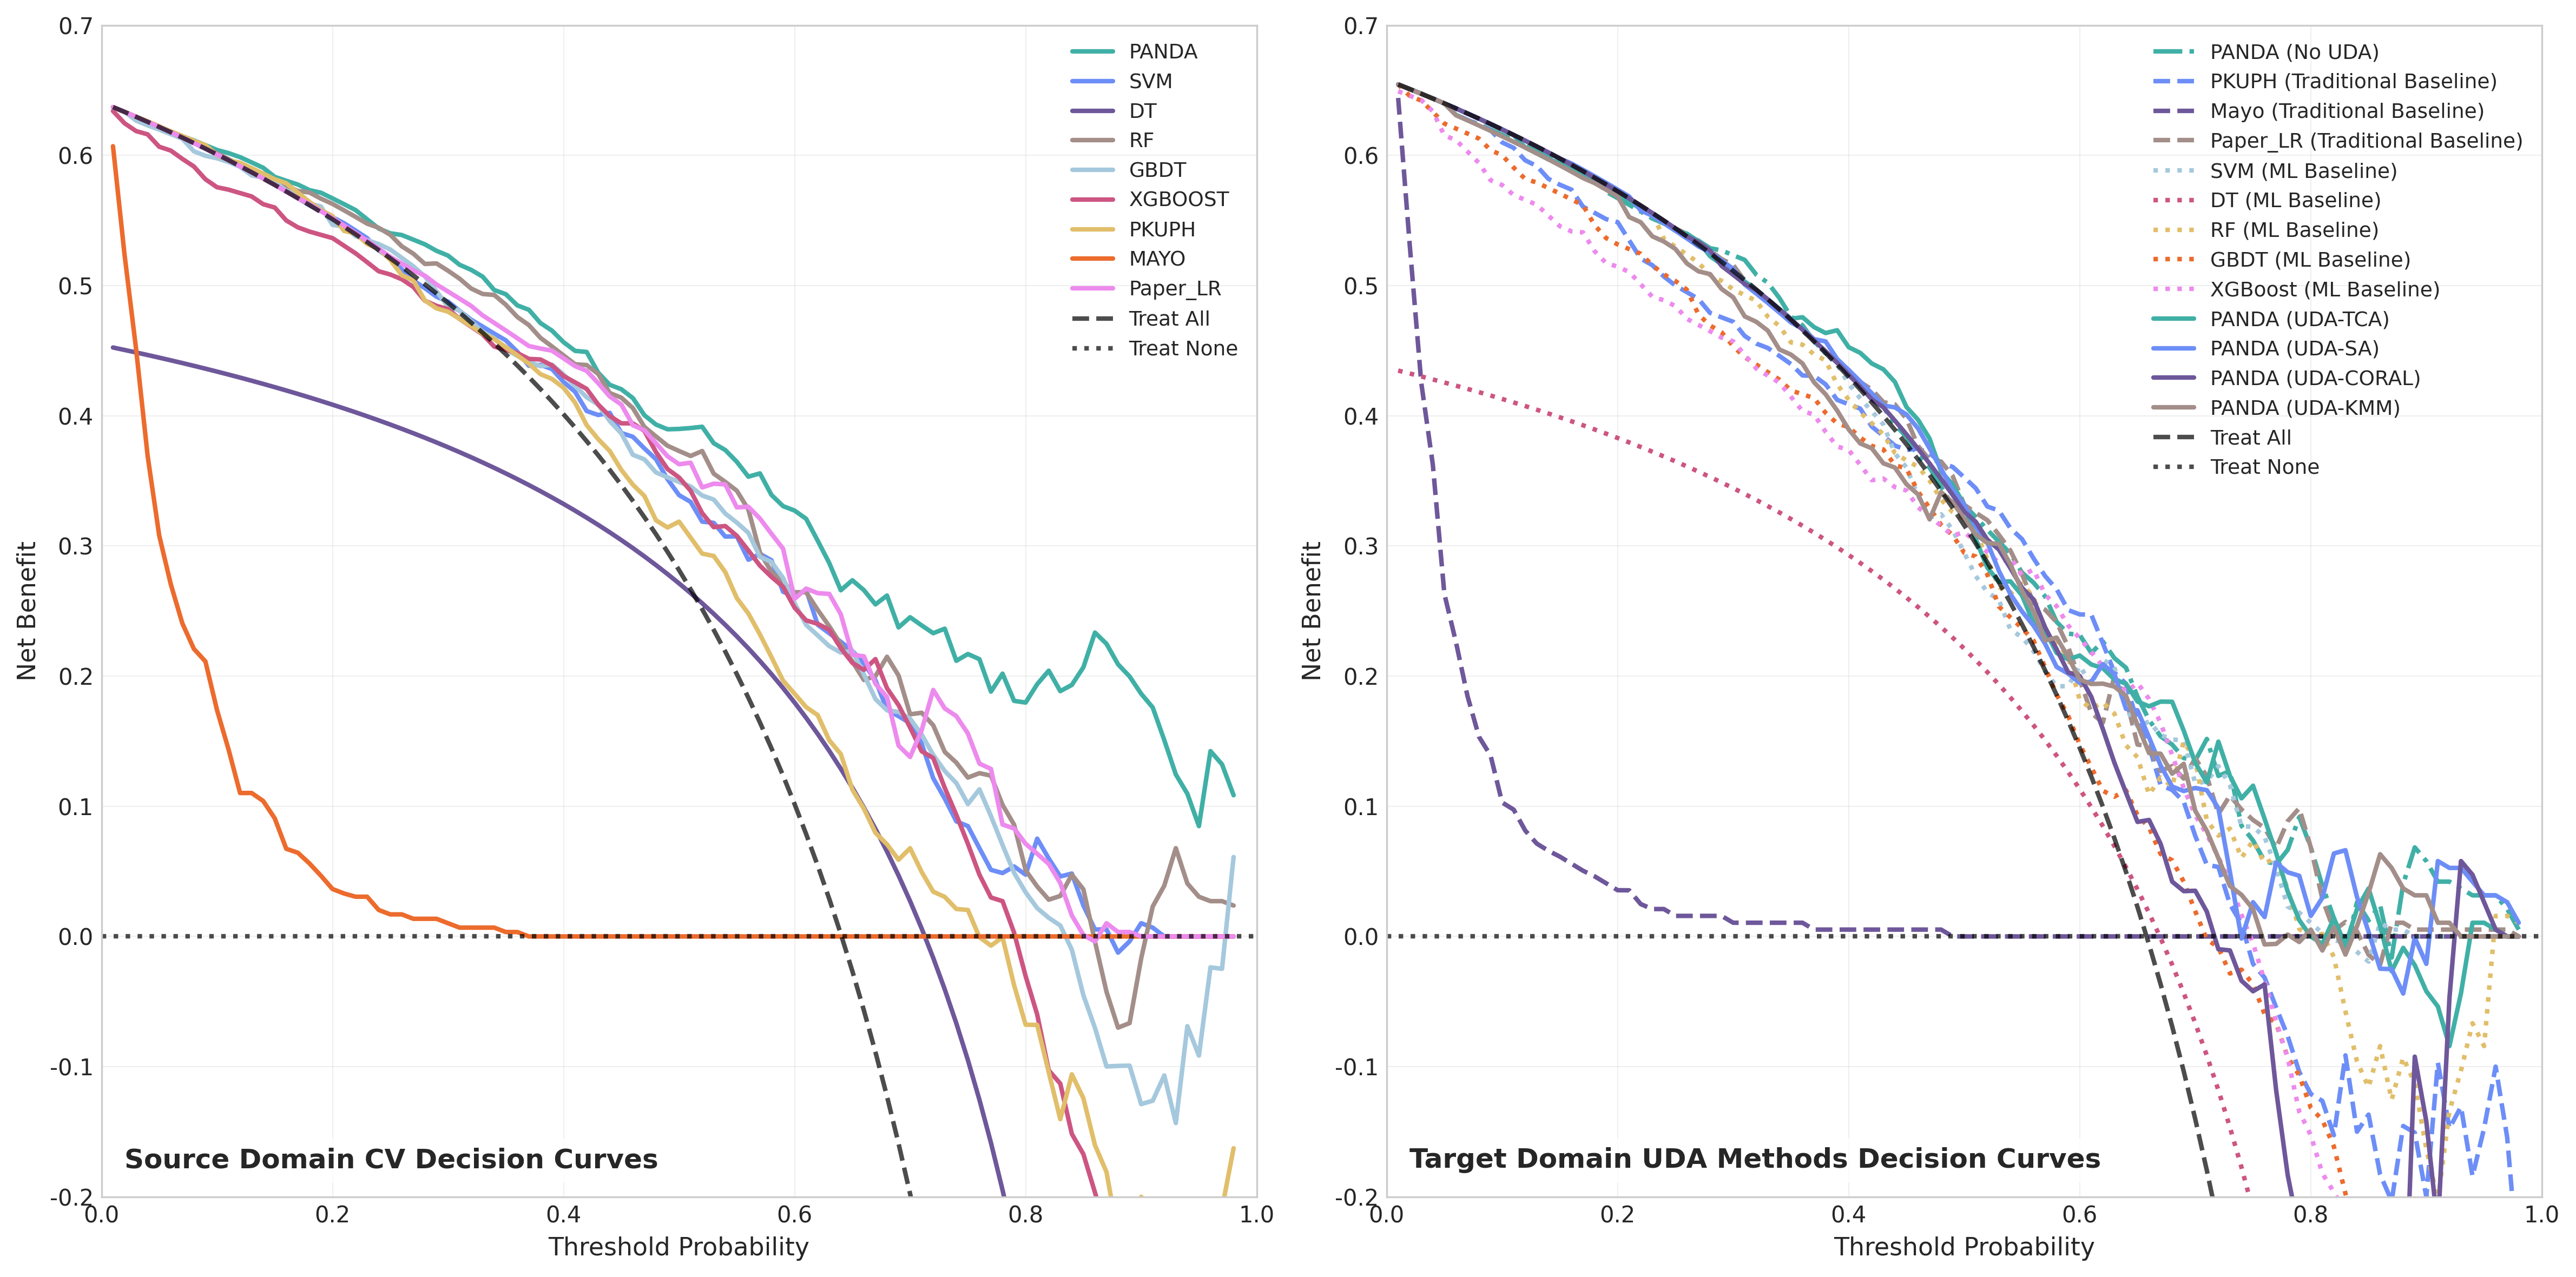 0.7
0.6
0.5
0.4
0.3
0.2
0.1
0.0
-0.1
-0.2
Net Benefit
PANDA
SVM
DT
RF
GBDT
XGBOOST
PKUPH
MAYO
Paper_LR
Treat All
Treat None
Source Domain CV Decision Curves
0.0 0.2 0.4 0.6 0.8 1.0
Threshold Probability
0.7
0.6
0.5
0.4
0.3
0.2
0.1
0.0
-0.1
-0.2
Net Benefit
PANDA (No UDA)
PKUPH (Traditional Baseline)
Mayo (Traditional Baseline)
Paper_LR (Traditional Baseline)
SVM (ML Baseline)
DT (ML Baseline)
RF (ML Baseline)
GBDT (ML Baseline)
XGBoost (ML Baseline)
PANDA (UDA-TCA)
PANDA (UDA-SA)
PANDA (UDA-CORAL)
PANDA (UDA-KMM)
Treat All
Treat None
Target Domain UDA Methods Decision Curves
0.0 0.2 0.4 0.6 0.8 1.0
Threshold Probability